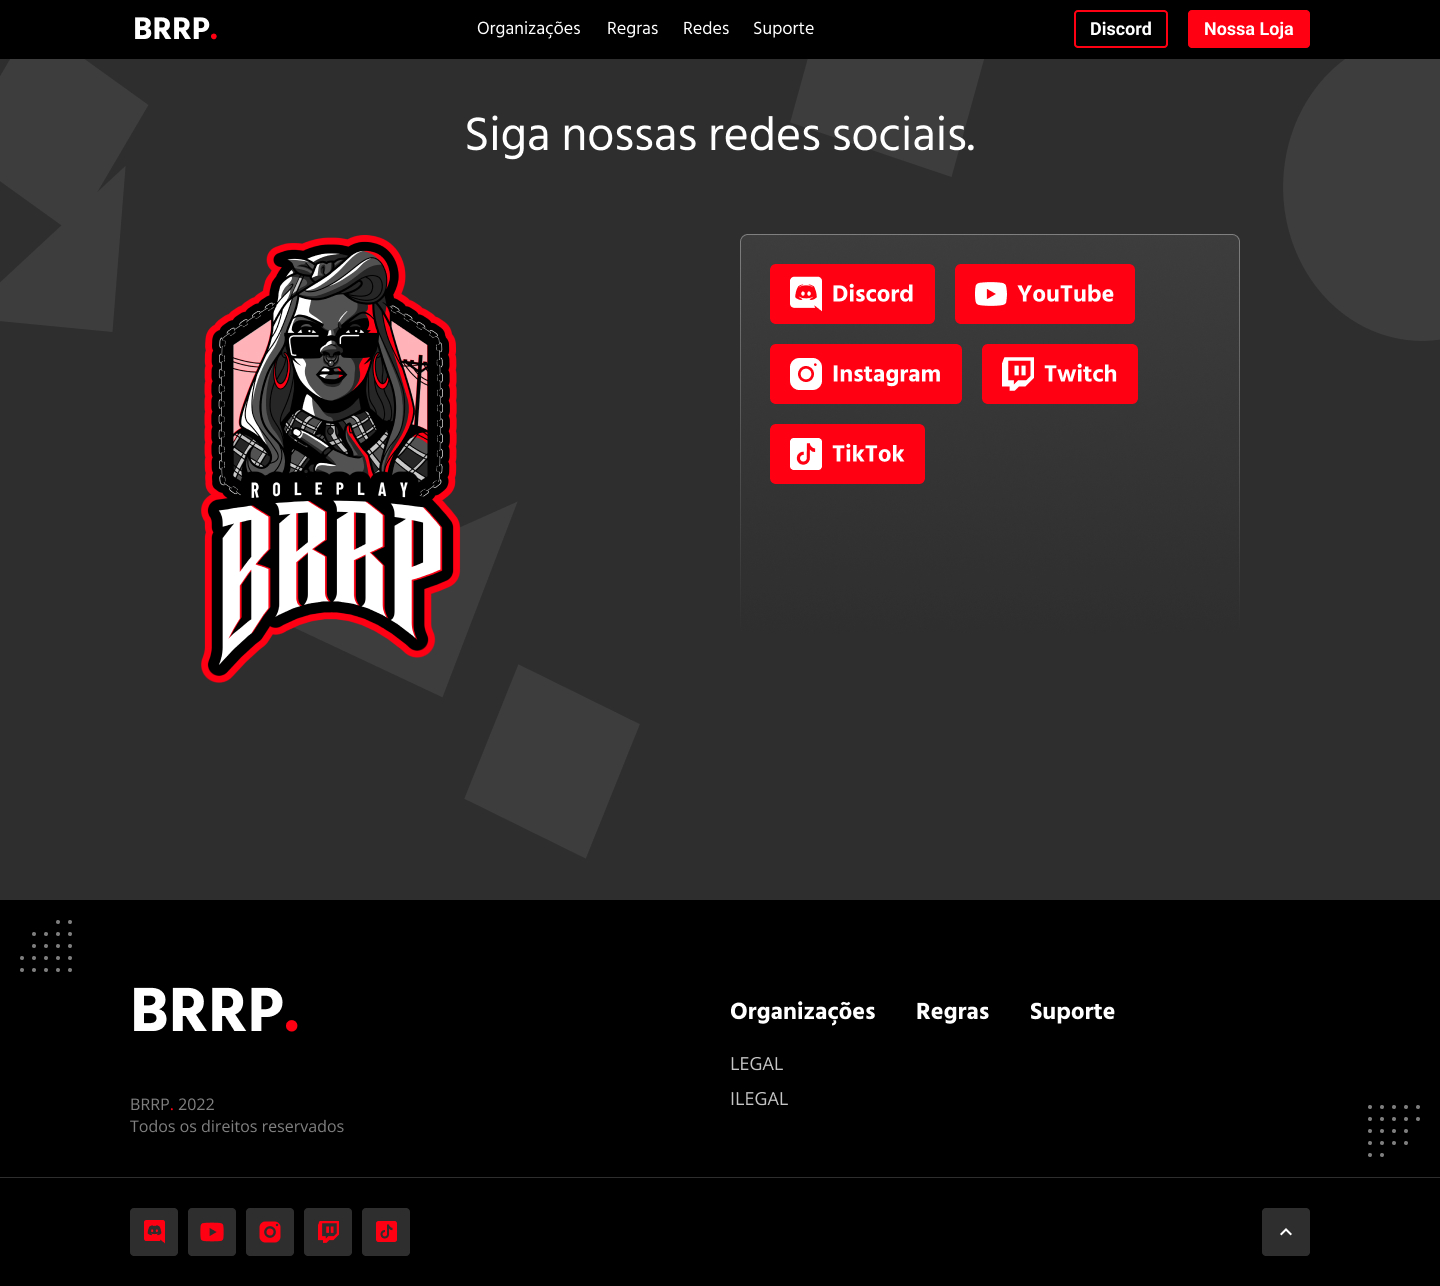 BRRP.
Organizações Regras Redes Suporte
Discord
Nossa Loja
Siga nossas redes sociais.
ROLEPLAY
BRRP
Discord
YouTube
Instagram
Twitch
TikTok
BRRP.
Organizações
Regras
Suporte
LEGAL
ILEGAL
BRRP. 2022
Todos os direitos reservados